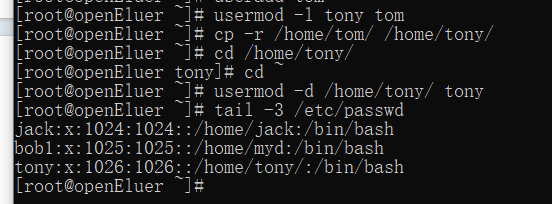 [root@openEluer ~]# usermod -l tony tom
[root@openEluer ~]# cp -r /home/tom/ /home/tony/
[root@openEluer ~]# cd /home/tony/
[root@openEluer tony]# cd ~
[root@openEluer ~]# usermod -d /home/tony/ tony
[root@openEluer ~]# tail -3 /etc/passwd
jack:x:1024:1024::/home/jack:/bin/bash
bob1:x:1025:1025::/home/myd:/bin/bash
tony:x:1026:1026::/home/tony/:/bin/bash
[root@openEluer ~]#